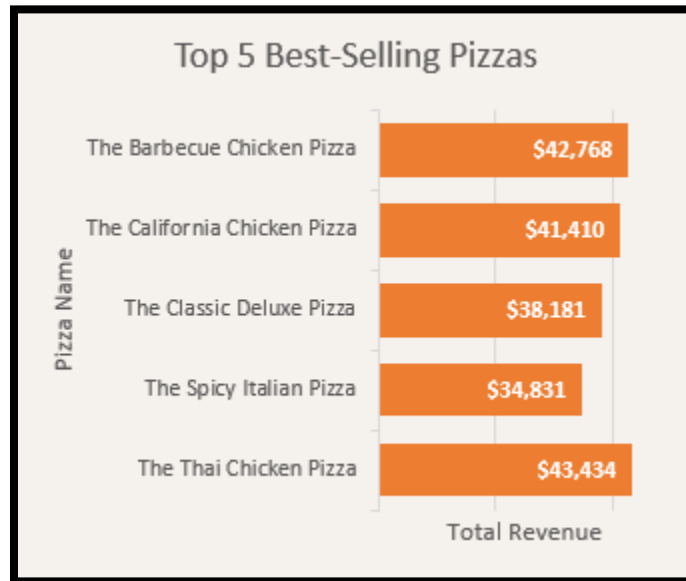 Top 5 Best-Selling Pizzas
Pizza Name
The Barbecue Chicken Pizza
$42,768
The California Chicken Pizza
$41,410
The Classic Deluxe Pizza
$38,181
The Spicy Italian Pizza
$34,831
The Thai Chicken Pizza
$43,434
Total Revenue